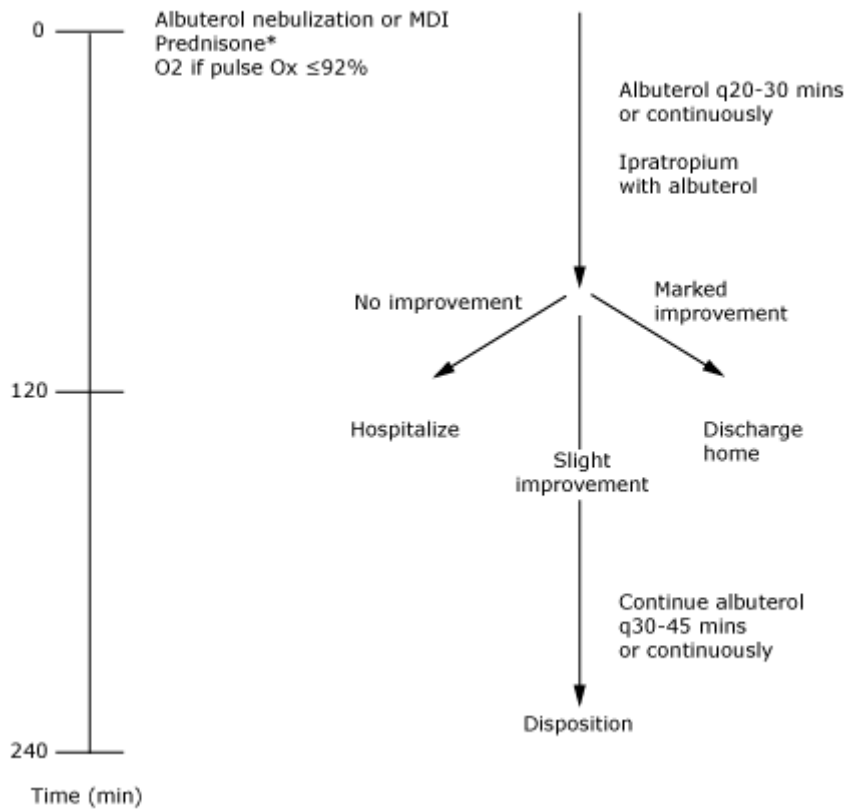 0
Albuterol nebulization or MDI
Prednisone*
O2 if pulse Ox ≤92%
Albuterol q20-30 mins
or continuously
Ipratropium
with albuterol
No improvement
Marked
improvement
120
Hospitalize
Discharge
home
Slight
improvement
Continue albuterol
q30-45 mins
or continuously
Disposition
240
Time (min)